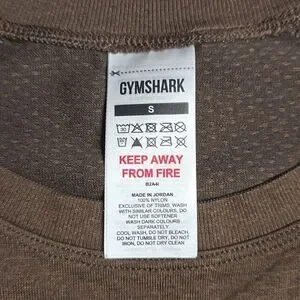 GYMSHARK
S
30
KEEP AWAY
FROM FIRE
B2A4I
MADE IN JORDAN
100% NYLON
EXCLUSIVE OF TRIMS, WASH
WITH SIMILAR COLOURS, DO
NOT USE SOFTENER
WASH DARK COLOURS
SEPARATELY
COOL WASH, DO NOT BLEACH,
DO NOT TUMBLE DRY, DO NOT
IRON, DO NOT DRY CLEAN